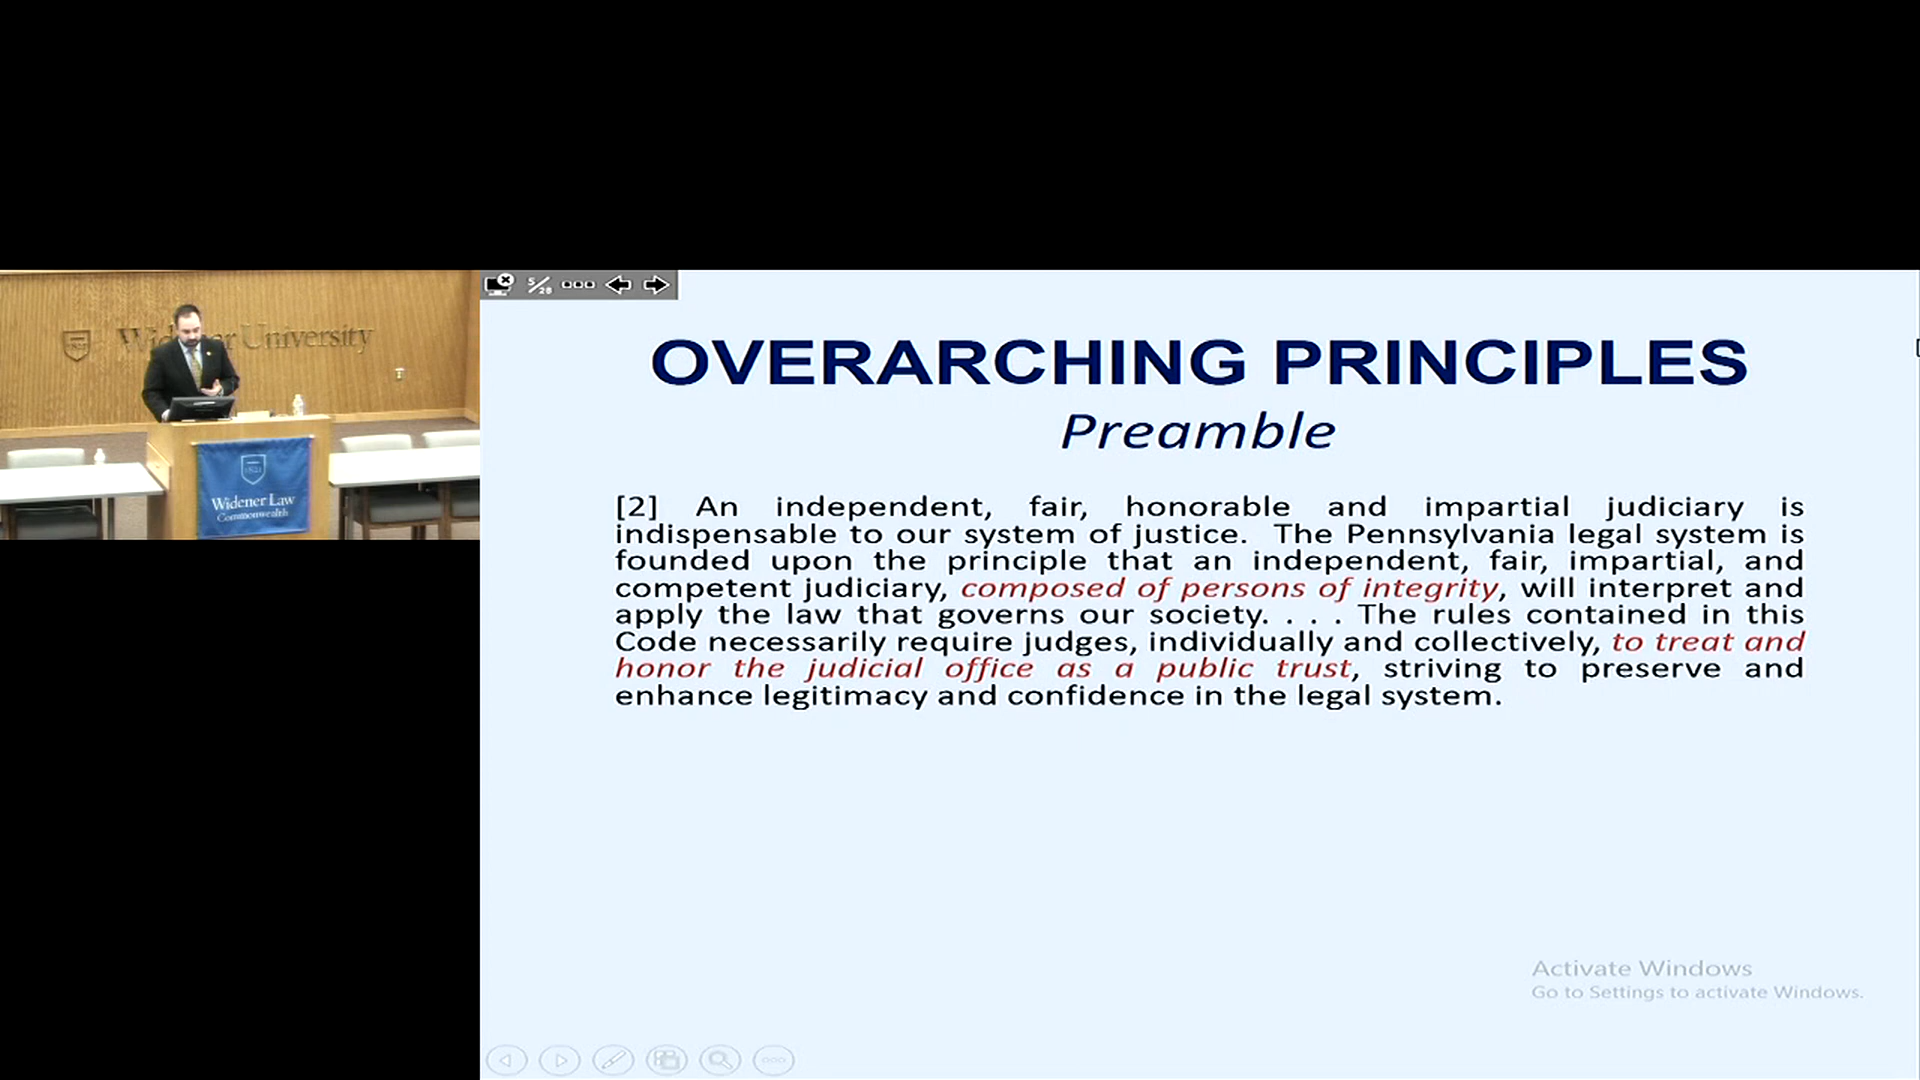 Widener University
1821
Widener Law
Commonwealth
5/28
OVERARCHING PRINCIPLES
Preamble
[2] An independent, fair, honorable and impartial judiciary is
indispensable to our system of justice. The Pennsylvania legal system is
founded upon the principle that an independent, fair, impartial, and
competent judiciary, composed of persons of integrity, will interpret and
apply the law that governs our society. . . . The rules contained in this
Code necessarily require judges, individually and collectively, to treat and
honor the judicial office as a public trust, striving to preserve and
enhance legitimacy and confidence in the legal system.
Activate Windows
Go to Settings to activate Windows.